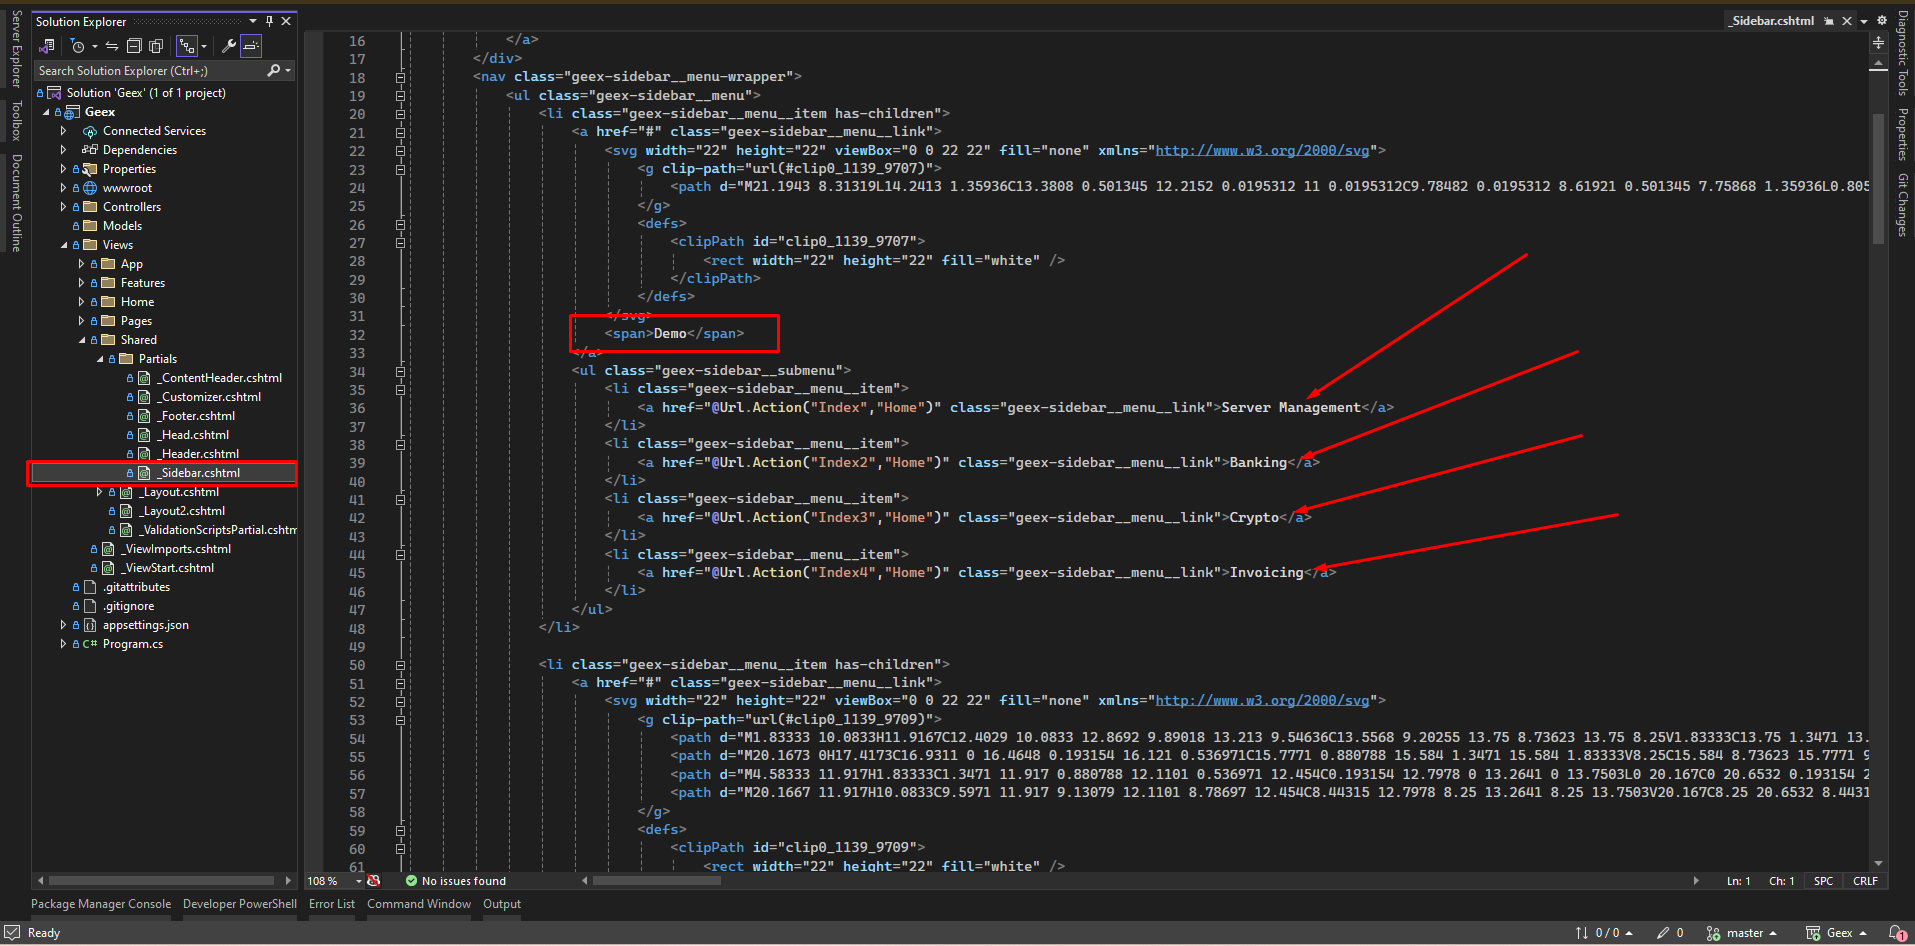 Server Explorer
Toolbox
Document Outline
Solution Explorer
Search Solution Explorer (Ctrl+;)
Solution 'Geex' (1 of 1 project)
Geex
Connected Services
Dependencies
Properties
wwwroot
Controllers
Models
Views
App
Features
Home
Pages
Shared
Partials
_ContentHeader.cshtml
_Customizer.cshtml
_Footer.cshtml
_Head.cshtml
_Header.cshtml
_Sidebar.cshtml
_Layout.cshtml
_Layout2.cshtml
_ValidationScriptsPartial.cshtm
_ViewImports.cshtml
_ViewStart.cshtml
.gitattributes
.gitignore
appsettings.json
C# Program.cs
_Sidebar.cshtml
16 </a>
17 </div>
18 <nav class="geex-sidebar__menu-wrapper">
19 <ul class="geex-sidebar__menu">
20 <li class="geex-sidebar__menu__item has-children">
21 <a href="#" class="geex-sidebar__menu__link">
22 <svg width="22" height="22" viewBox="0 0 22 22" fill="none" xmlns="http://www.w3.org/2000/svg">
23 <g clip-path="url(#clip0_1139_9707)">
24 <path d="M21.1943 8.31319L14.2413 1.35936C13.3808 0.501345 12.2152 0.0195312 11 0.0195312C9.78482 0.0195312 8.61921 0.501345 7.75868 1.35936L0.805
25 </g>
26 <defs>
27 <clipPath id="clip0_1139_9707">
28 <rect width="22" height="22" fill="white" />
29 </clipPath>
30 </defs>
31 </svg>
32 <span>Demo</span>
33 </a>
34 <ul class="geex-sidebar__submenu">
35 <li class="geex-sidebar__menu__item">
36 <a href="@Url.Action("Index","Home")" class="geex-sidebar__menu__link">Server Management</a>
37 </li>
38 <li class="geex-sidebar__menu__item">
39 <a href="@Url.Action("Index2","Home")" class="geex-sidebar__menu__link">Banking</a>
40 </li>
41 <li class="geex-sidebar__menu__item">
42 <a href="@Url.Action("Index3","Home")" class="geex-sidebar__menu__link">Crypto</a>
43 </li>
44 <li class="geex-sidebar__menu__item">
45 <a href="@Url.Action("Index4","Home")" class="geex-sidebar__menu__link">Invoicing</a>
46 </li>
47 </ul>
48 </li>
49
50 <li class="geex-sidebar__menu__item has-children">
51 <a href="#" class="geex-sidebar__menu__link">
52 <svg width="22" height="22" viewBox="0 0 22 22" fill="none" xmlns="http://www.w3.org/2000/svg">
53 <g clip-path="url(#clip0_1139_9709)">
54 <path d="M1.83333 10.0833H11.9167C12.4029 10.0833 12.8692 9.89018 13.213 9.54636C13.5568 9.20255 13.75 8.73623 13.75 8.25V1.83333C13.75 1.3471 13.
55 <path d="M20.1673 0H17.4173C16.9311 0 16.4648 0.193154 16.121 0.536971C15.7771 0.880788 15.584 1.3471 15.584 1.83333V8.25C15.584 8.73623 15.7771 9
56 <path d="M4.58333 11.917H1.83333C1.3471 11.917 0.880788 12.1101 0.536971 12.454C0.193154 12.7978 0 13.2641 0 13.7503L0 20.167C0 20.6532 0.193154 2
57 <path d="M20.1667 11.917H10.0833C9.5971 11.917 9.13079 12.1101 8.78697 12.454C8.44315 12.7978 8.25 13.2641 8.25 13.7503V20.167C8.25 20.6532 8.4431
58 </g>
59 <defs>
60 <clipPath id="clip0_1139_9709">
61 <rect width="22" height="22" fill="white" />
Diagnostic Tools
Properties
Git Changes
108 %
No issues found
Ln: 1 Ch: 1 SPC CRLF
Package Manager Console Developer PowerShell Error List Command Window Output
Ready
0 / 0
0
master
Geex
1